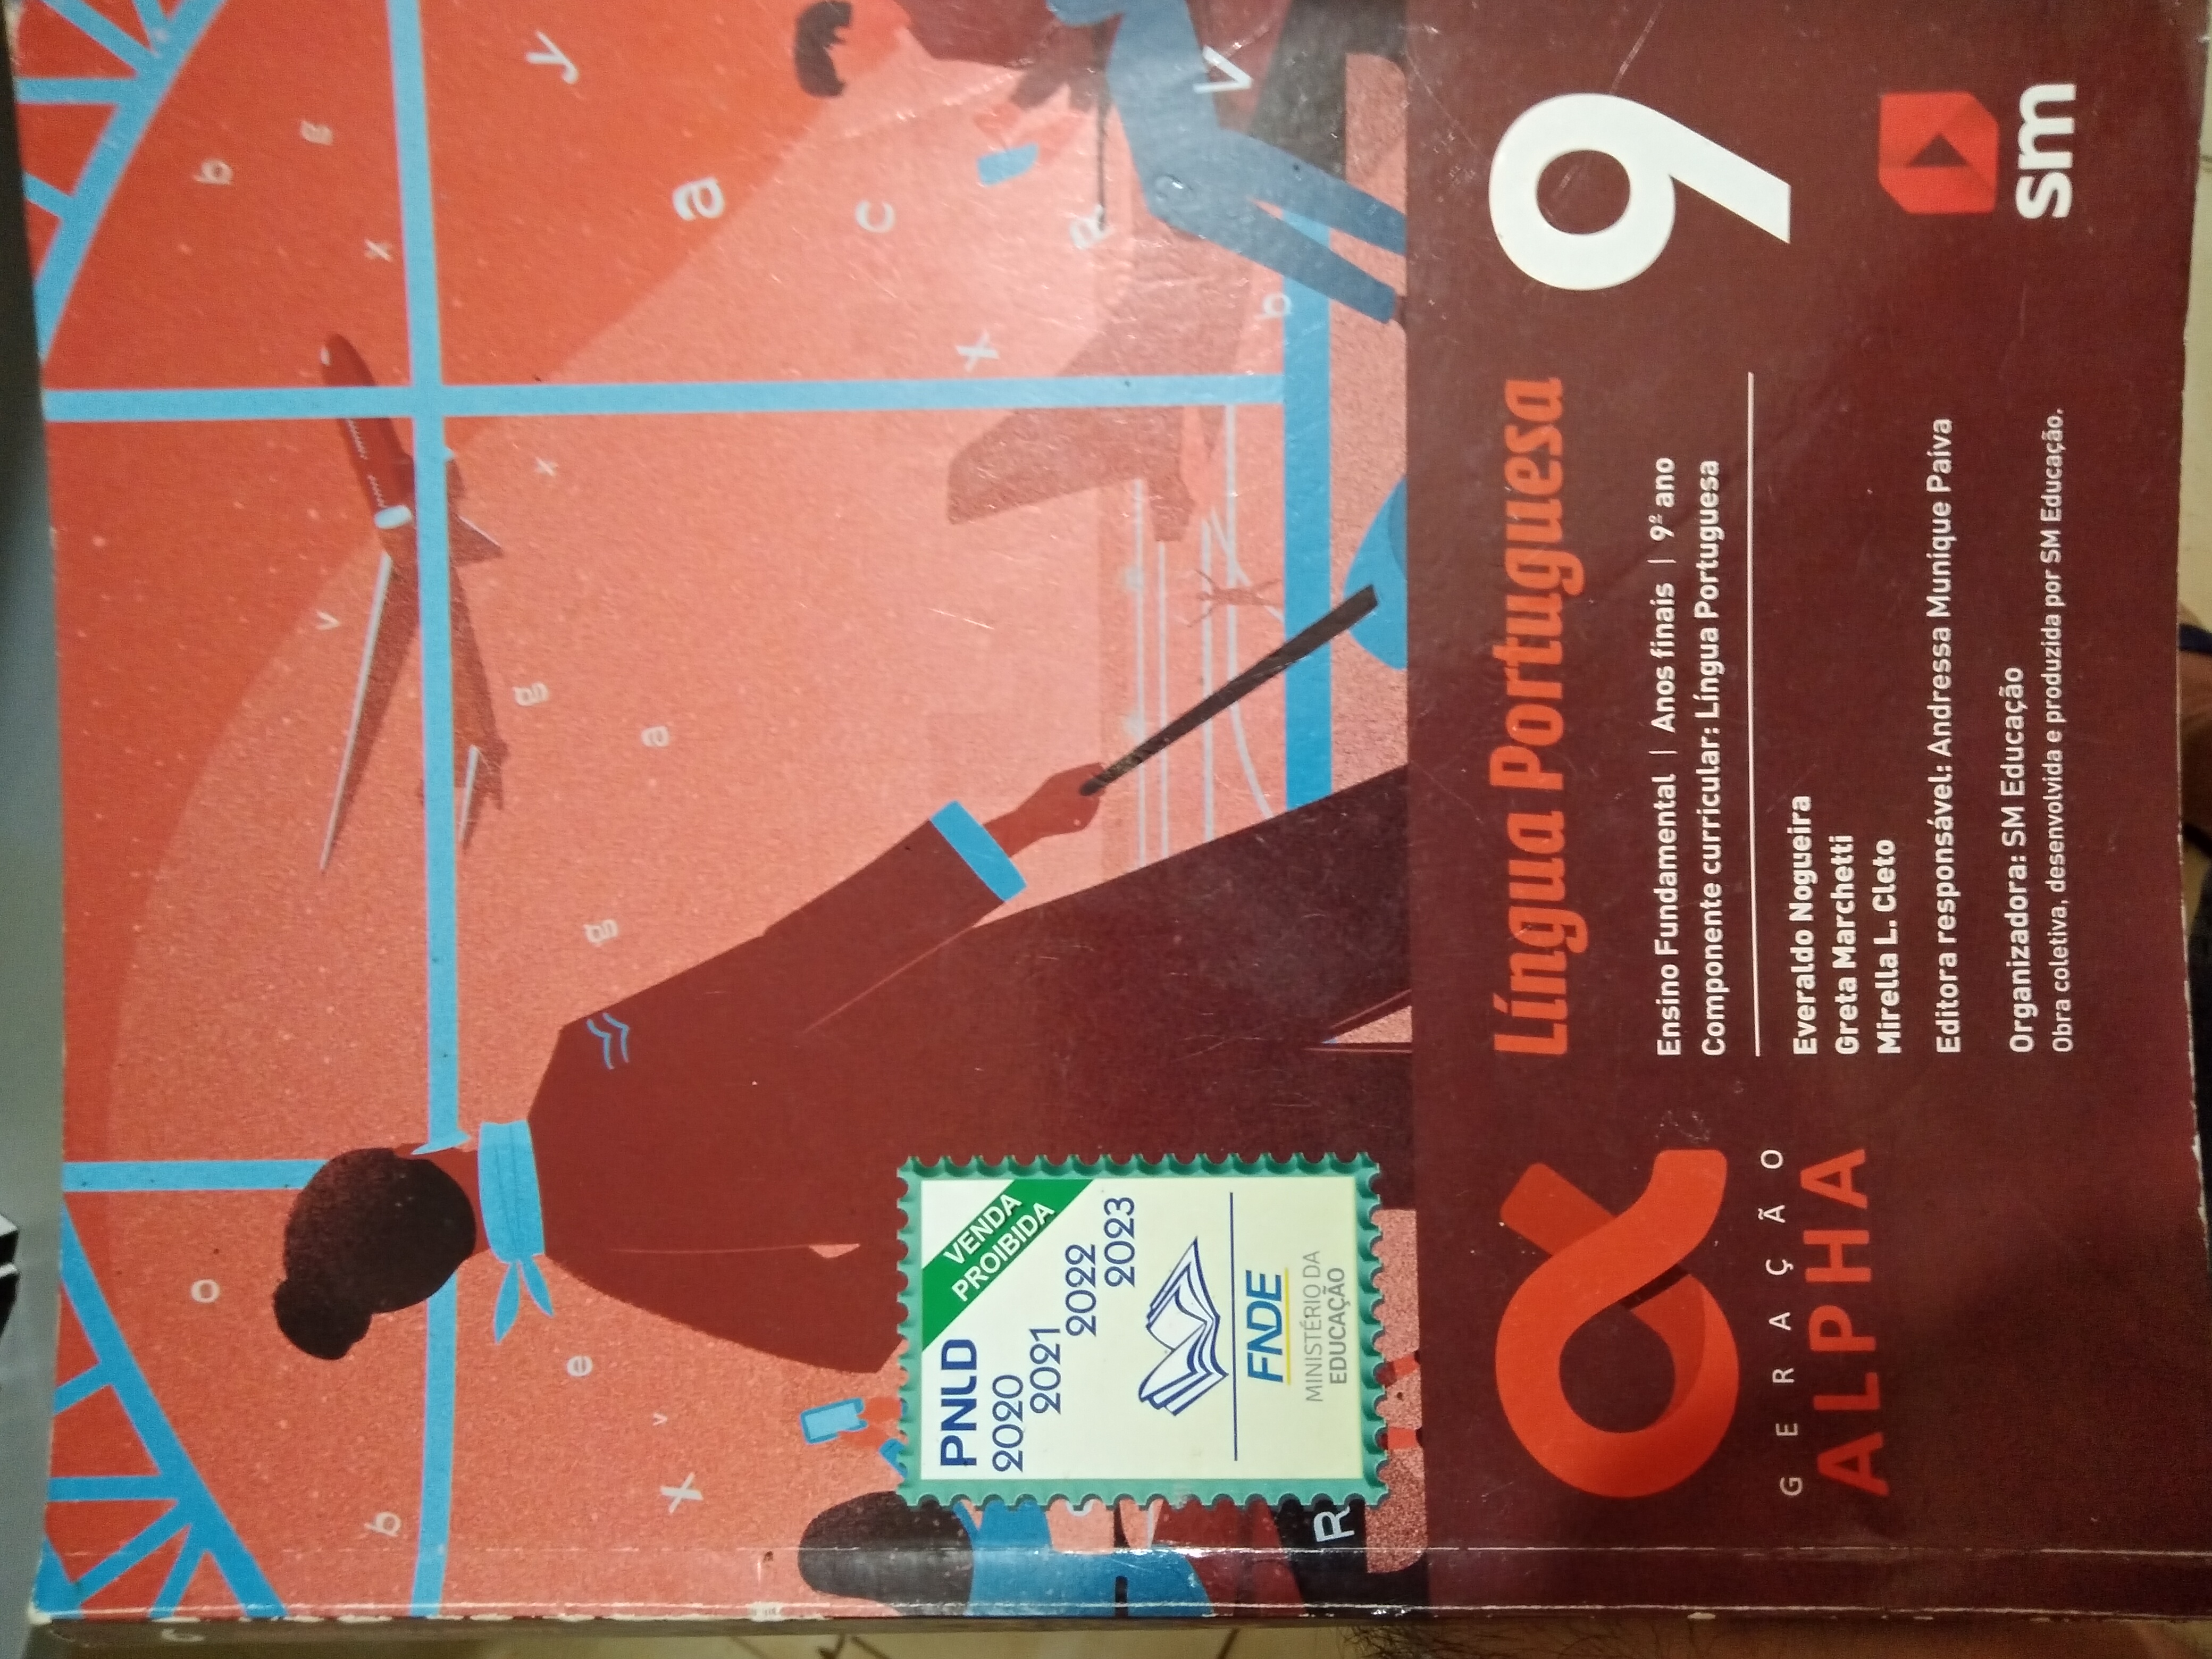 o
b
b
g
v
x
b
g
x
y
e
g
a
x
v
a
c
x
PNLD
VENDA
PROIBIDA
2020
2021
2022
2023
FNDE
MINISTÉRIO DA
EDUCAÇÃO
R
V
b
GERAÇÃO
ALPHA
Língua Portuguesa
9
Ensino Fundamental | Anos finais | 9º ano
Componente curricular: Língua Portuguesa
Everaldo Nogueira
Greta Marchetti
Mirella L. Cleto
Editora responsável: Andressa Munique Paiva
Organizadora: SM Educação
Obra coletiva, desenvolvida e produzida por SM Educação.
sm